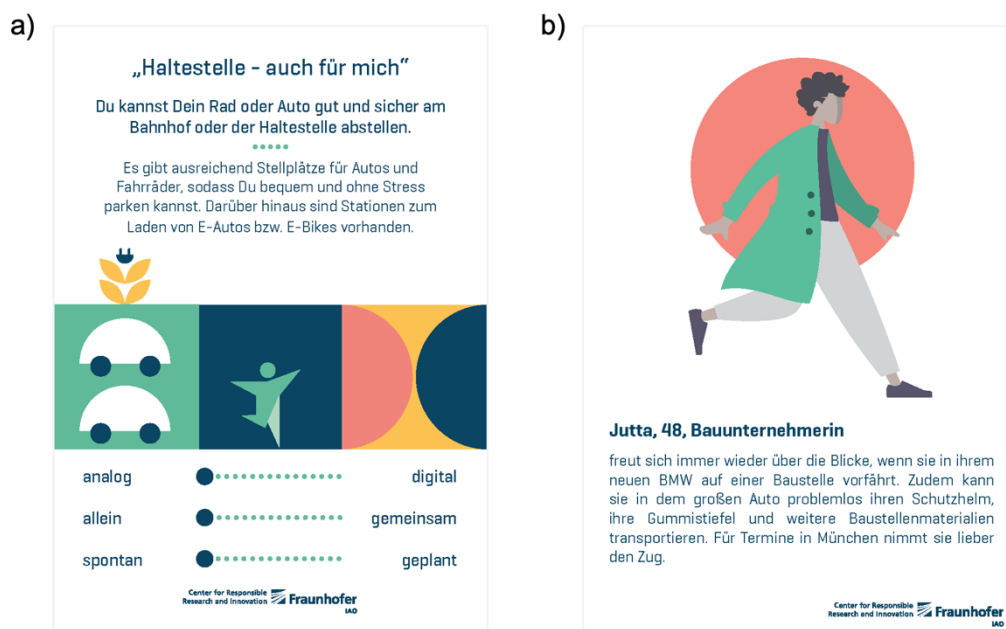 a)
„Haltestelle - auch für mich“
Du kannst Dein Rad oder Auto gut und sicher am
Bahnhof oder der Haltestelle abstellen.
Es gibt ausreichend Stellplätze für Autos und
Fahrräder, sodass Du bequem und ohne Stress
parken kannst. Darüber hinaus sind Stationen zum
Laden von E-Autos bzw. E-Bikes vorhanden.
analog digital
allein gemeinsam
spontan geplant
Center for Responsible
Research and Innovation Fraunhofer
IAO
b)
Jutta, 48, Bauunternehmerin
freut sich immer wieder über die Blicke, wenn sie in ihrem
neuen BMW auf einer Baustelle vorfährt. Zudem kann
sie in dem großen Auto problemlos ihren Schutzhelm,
ihre Gummistiefel und weitere Baustellenmaterialien
transportieren. Für Termine in München nimmt sie lieber
den Zug.
Center for Responsible
Research and Innovation Fraunhofer
IAO